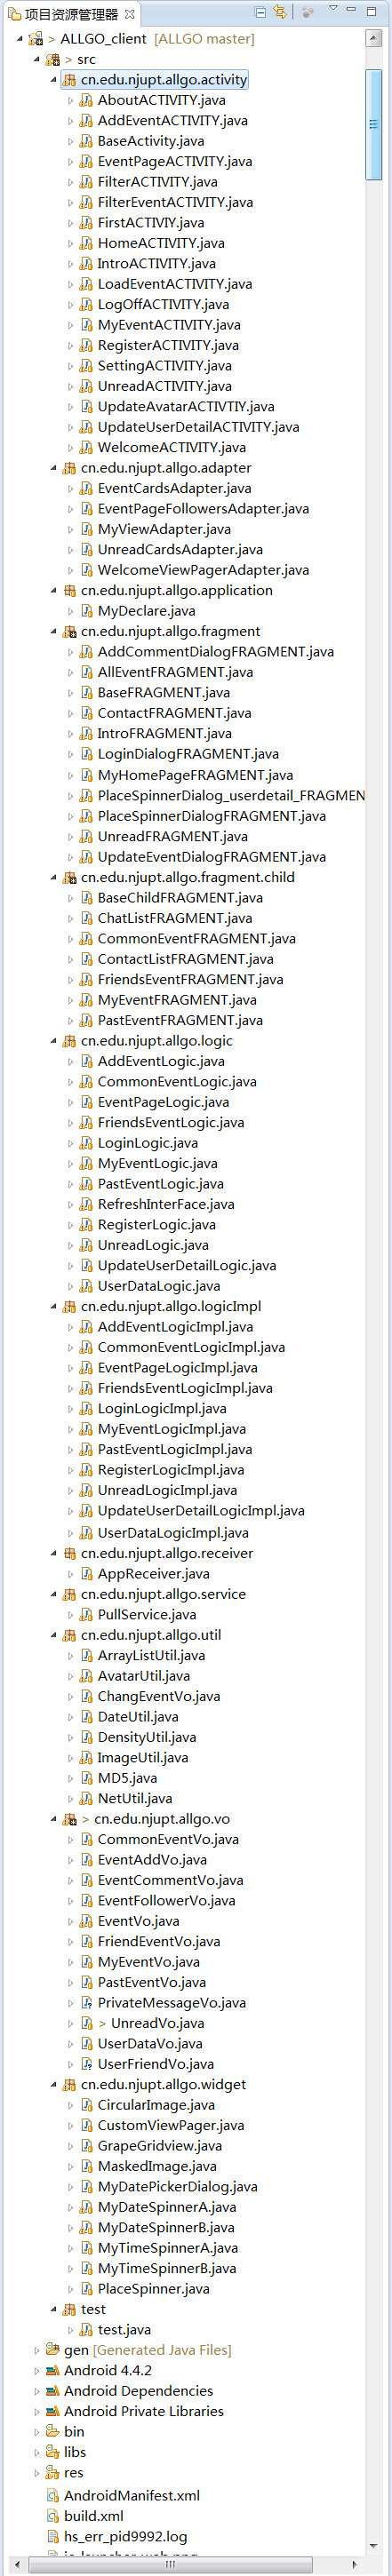 项目资源管理器
> ALLGO_client [ALLGO master]
> src
cn.edu.njupt.allgo.activity
AboutACTIVITY.java
AddEventACTIVITY.java
BaseActivity.java
EventPageACTIVITY.java
FilterACTIVITY.java
FilterEventACTIVITY.java
FirstACTIVIY.java
HomeACTIVITY.java
IntroACTIVITY.java
LoadEventACTIVITY.java
LogOffACTIVITY.java
MyEventACTIVITY.java
RegisterACTIVITY.java
SettingACTIVITY.java
UnreadACTIVITY.java
UpdateAvatarACTIVTIY.java
UpdateUserDetailACTIVITY.java
WelcomeACTIVITY.java
cn.edu.njupt.allgo.adapter
EventCardsAdapter.java
EventPageFollowersAdapter.java
MyViewAdapter.java
UnreadCardsAdapter.java
WelcomeViewPagerAdapter.java
cn.edu.njupt.allgo.application
MyDeclare.java
cn.edu.njupt.allgo.fragment
AddCommentDialogFRAGMENT.java
AllEventFRAGMENT.java
BaseFRAGMENT.java
ContactFRAGMENT.java
IntroFRAGMENT.java
LoginDialogFRAGMENT.java
MyHomePageFRAGMENT.java
PlaceSpinnerDialog_userdetail_FRAGMEN
PlaceSpinnerDialogFRAGMENT.java
UnreadFRAGMENT.java
UpdateEventDialogFRAGMENT.java
cn.edu.njupt.allgo.fragment.child
BaseChildFRAGMENT.java
ChatListFRAGMENT.java
CommonEventFRAGMENT.java
ContactListFRAGMENT.java
FriendsEventFRAGMENT.java
MyEventFRAGMENT.java
PastEventFRAGMENT.java
cn.edu.njupt.allgo.logic
AddEventLogic.java
CommonEventLogic.java
EventPageLogic.java
FriendsEventLogic.java
LoginLogic.java
MyEventLogic.java
PastEventLogic.java
RefreshInterFace.java
RegisterLogic.java
UnreadLogic.java
UpdateUserDetailLogic.java
UserDataLogic.java
cn.edu.njupt.allgo.logicImpl
AddEventLogicImpl.java
CommonEventLogicImpl.java
EventPageLogicImpl.java
FriendsEventLogicImpl.java
LoginLogicImpl.java
MyEventLogicImpl.java
PastEventLogicImpl.java
RegisterLogicImpl.java
UnreadLogicImpl.java
UpdateUserDetailLogicImpl.java
UserDataLogicImpl.java
cn.edu.njupt.allgo.receiver
AppReceiver.java
cn.edu.njupt.allgo.service
PullService.java
cn.edu.njupt.allgo.util
ArrayListUtil.java
AvatarUtil.java
ChangEventVo.java
DateUtil.java
DensityUtil.java
ImageUtil.java
MD5.java
NetUtil.java
> cn.edu.njupt.allgo.vo
CommonEventVo.java
EventAddVo.java
EventCommentVo.java
EventFollowerVo.java
EventVo.java
FriendEventVo.java
MyEventVo.java
PastEventVo.java
PrivateMessageVo.java
> UnreadVo.java
UserDataVo.java
UserFriendVo.java
cn.edu.njupt.allgo.widget
CircularImage.java
CustomViewPager.java
GrapeGridview.java
MaskedImage.java
MyDatePickerDialog.java
MyDateSpinnerA.java
MyDateSpinnerB.java
MyTimeSpinnerA.java
MyTimeSpinnerB.java
PlaceSpinner.java
test
test.java
gen [Generated Java Files]
Android 4.4.2
Android Dependencies
Android Private Libraries
bin
libs
res
AndroidManifest.xml
build.xml
hs_err_pid9992.log